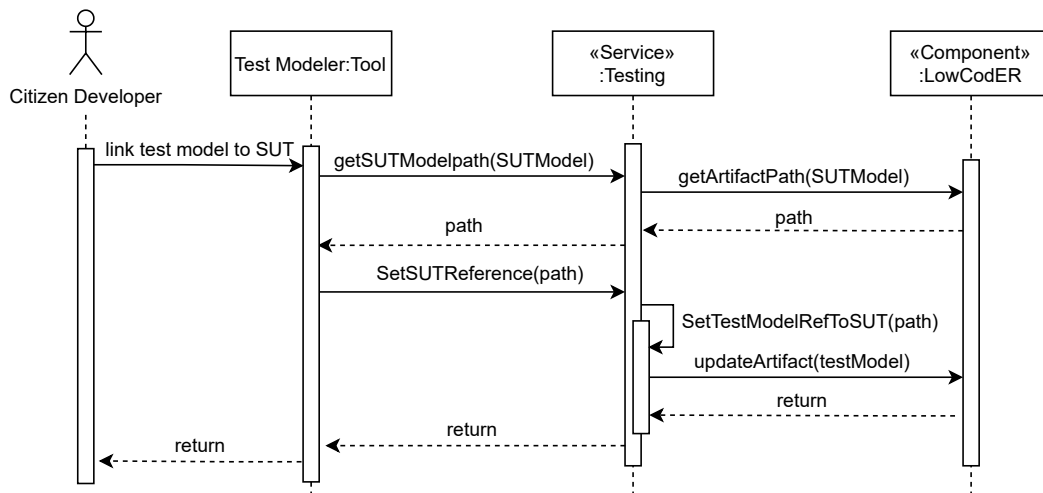 Citizen Developer
Test Modeler:Tool
«Service»
:Testing
«Component»
:LowCodER
link test model to SUT
getSUTModelpath(SUTModel)
getArtifactPath(SUTModel)
path
path
SetSUTReference(path)
SetTestModelRefToSUT(path)
updateArtifact(testModel)
return
return
return